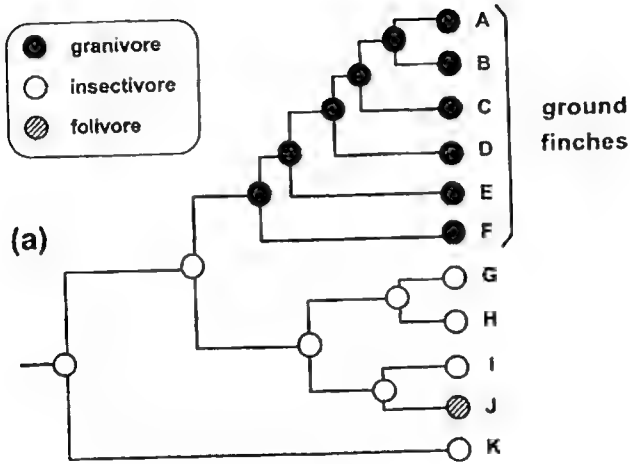 granivore
insectivore
folivore
A
B
C
D
E
F
ground
finches
(a)
G
H
I
J
K